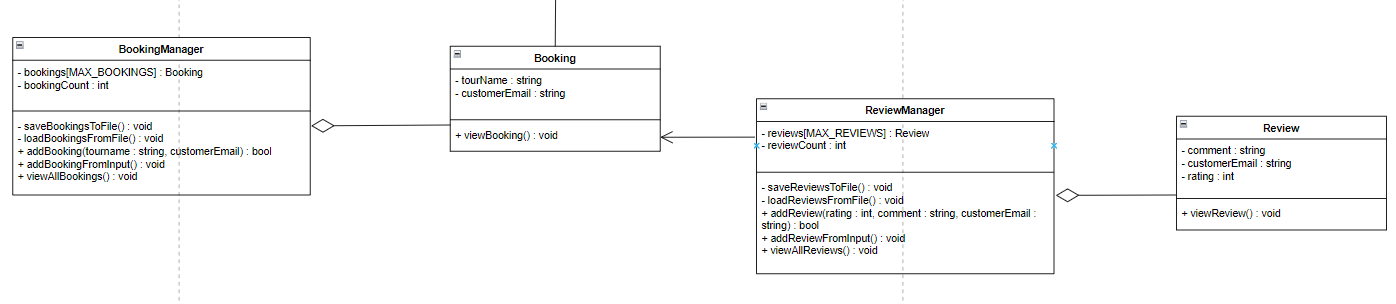 BookingManager
- bookings[MAX_BOOKINGS] : Booking
- bookingCount : int
- saveBookingsToFile() : void
- loadBookingsFromFile() : void
+ addBooking(tourname : string, customerEmail) : bool
+ addBookingFromInput() : void
+ viewAllBookings() : void
Booking
- tourName : string
- customerEmail : string
+ viewBooking() : void
ReviewManager
- reviews[MAX_REVIEWS] : Review
- reviewCount : int
- saveReviewsToFile() : void
- loadReviewsFromFile() : void
+ addReview(rating : int, comment : string, customerEmail :
string) : bool
+ addReviewFromInput() : void
+ viewAllReviews() : void
Review
- comment : string
- customerEmail : string
- rating : int
+ viewReview() : void